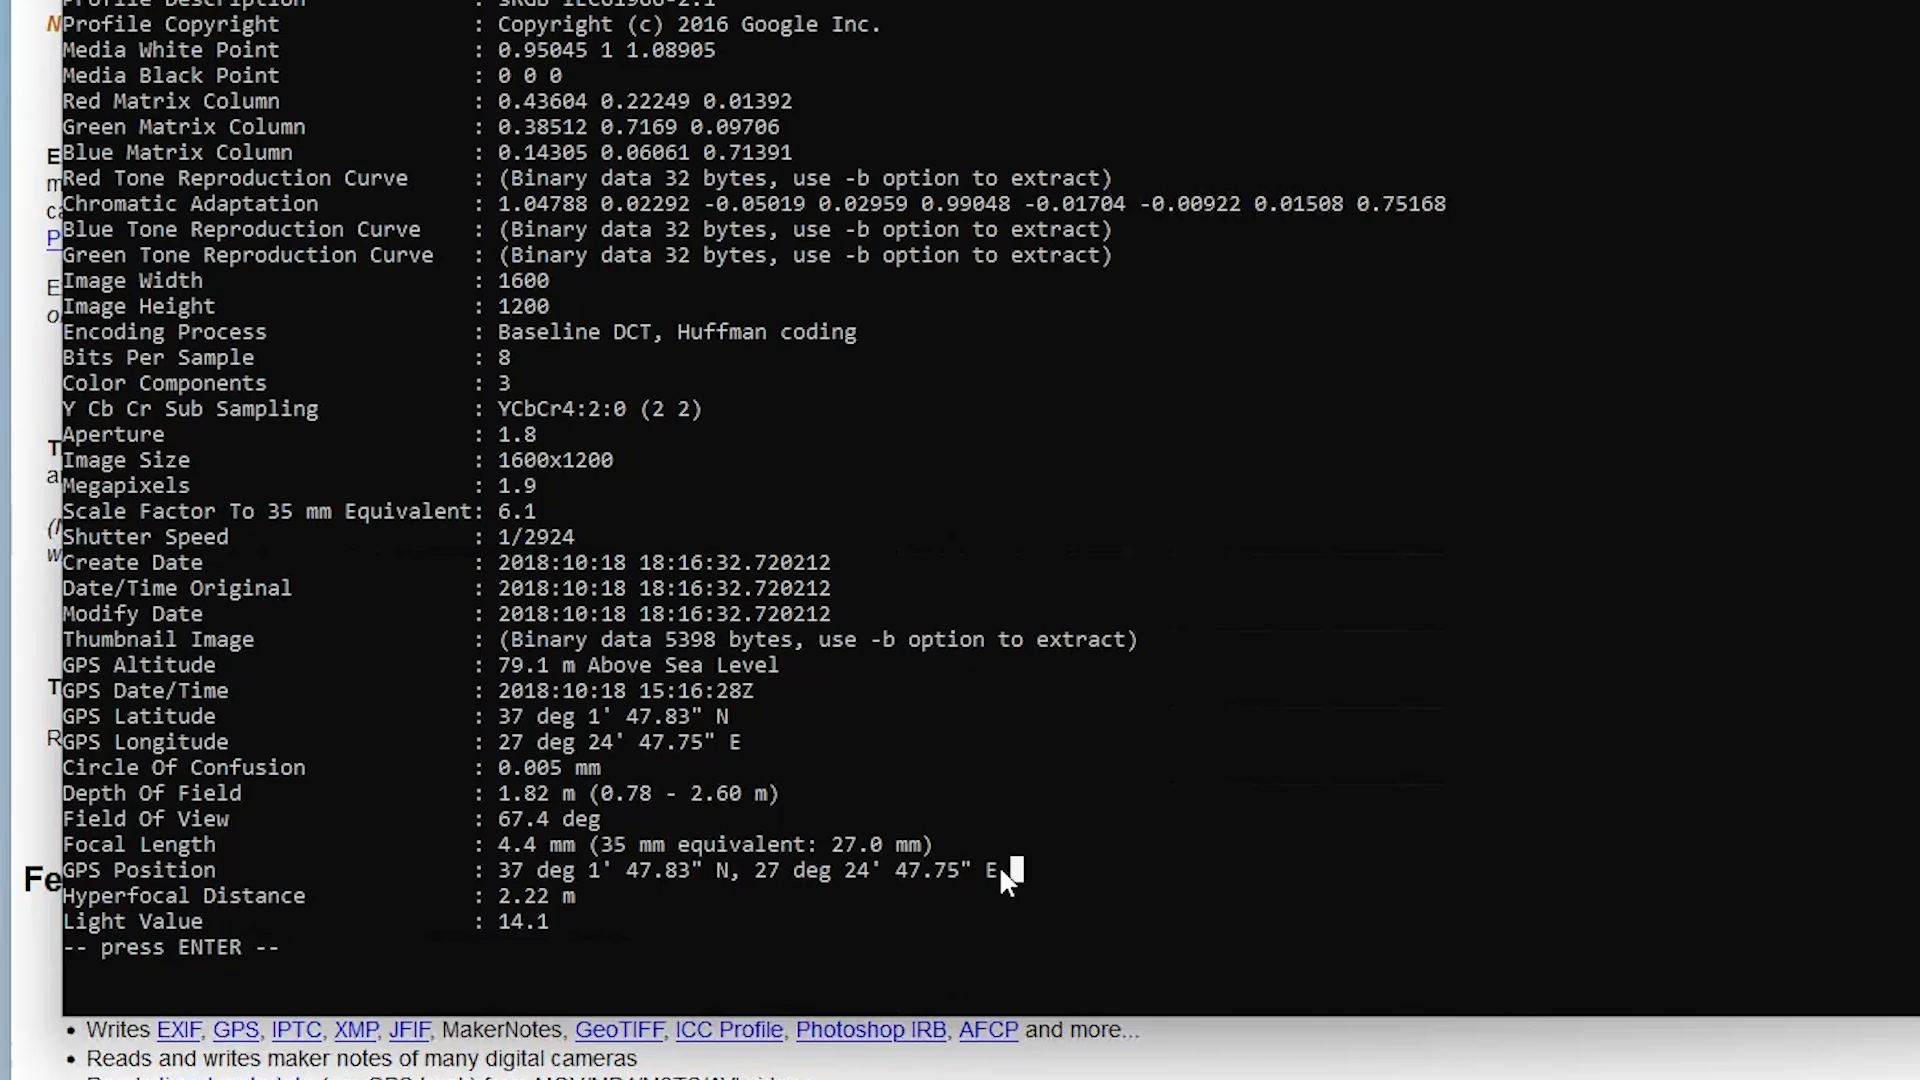 Profile Description : sRGB IEC61966-2.1
N
Profile Copyright : Copyright (c) 2016 Google Inc.
Media White Point : 0.95045 1 1.08905
Media Black Point : 0 0 0
Red Matrix Column : 0.43604 0.22249 0.01392
Green Matrix Column : 0.38512 0.7169 0.09706
Blue Matrix Column : 0.14305 0.06061 0.71391
Red Tone Reproduction Curve : (Binary data 32 bytes, use -b option to extract)
Chromatic Adaptation : 1.04788 0.02292 -0.05019 0.02959 0.99048 -0.01704 -0.00922 0.01508 0.75168
Blue Tone Reproduction Curve : (Binary data 32 bytes, use -b option to extract)
Green Tone Reproduction Curve : (Binary data 32 bytes, use -b option to extract)
Image Width : 1600
Image Height : 1200
Encoding Process : Baseline DCT, Huffman coding
Bits Per Sample : 8
Color Components : 3
Y Cb Cr Sub Sampling : YCbCr4:2:0 (2 2)
Aperture : 1.8
Image Size : 1600x1200
Megapixels : 1.9
Scale Factor To 35 mm Equivalent: 6.1
Shutter Speed : 1/2924
Create Date : 2018:10:18 18:16:32.720212
Date/Time Original : 2018:10:18 18:16:32.720212
Modify Date : 2018:10:18 18:16:32.720212
Thumbnail Image : (Binary data 5398 bytes, use -b option to extract)
GPS Altitude : 79.1 m Above Sea Level
GPS Date/Time : 2018:10:18 15:16:28Z
GPS Latitude : 37 deg 1' 47.83" N
GPS Longitude : 27 deg 24' 47.75" E
Circle Of Confusion : 0.005 mm
Depth Of Field : 1.82 m (0.78 - 2.60 m)
Field Of View : 67.4 deg
Focal Length : 4.4 mm (35 mm equivalent: 27.0 mm)
Fe
GPS Position : 37 deg 1' 47.83" N, 27 deg 24' 47.75" E
Hyperfocal Distance : 2.22 m
Light Value : 14.1
-- press ENTER --
• Writes EXIF, GPS, IPTC, XMP, JFIF, MakerNotes, GeoTIFF, ICC Profile, Photoshop IRB, AFCP and more...
• Reads and writes maker notes of many digital cameras